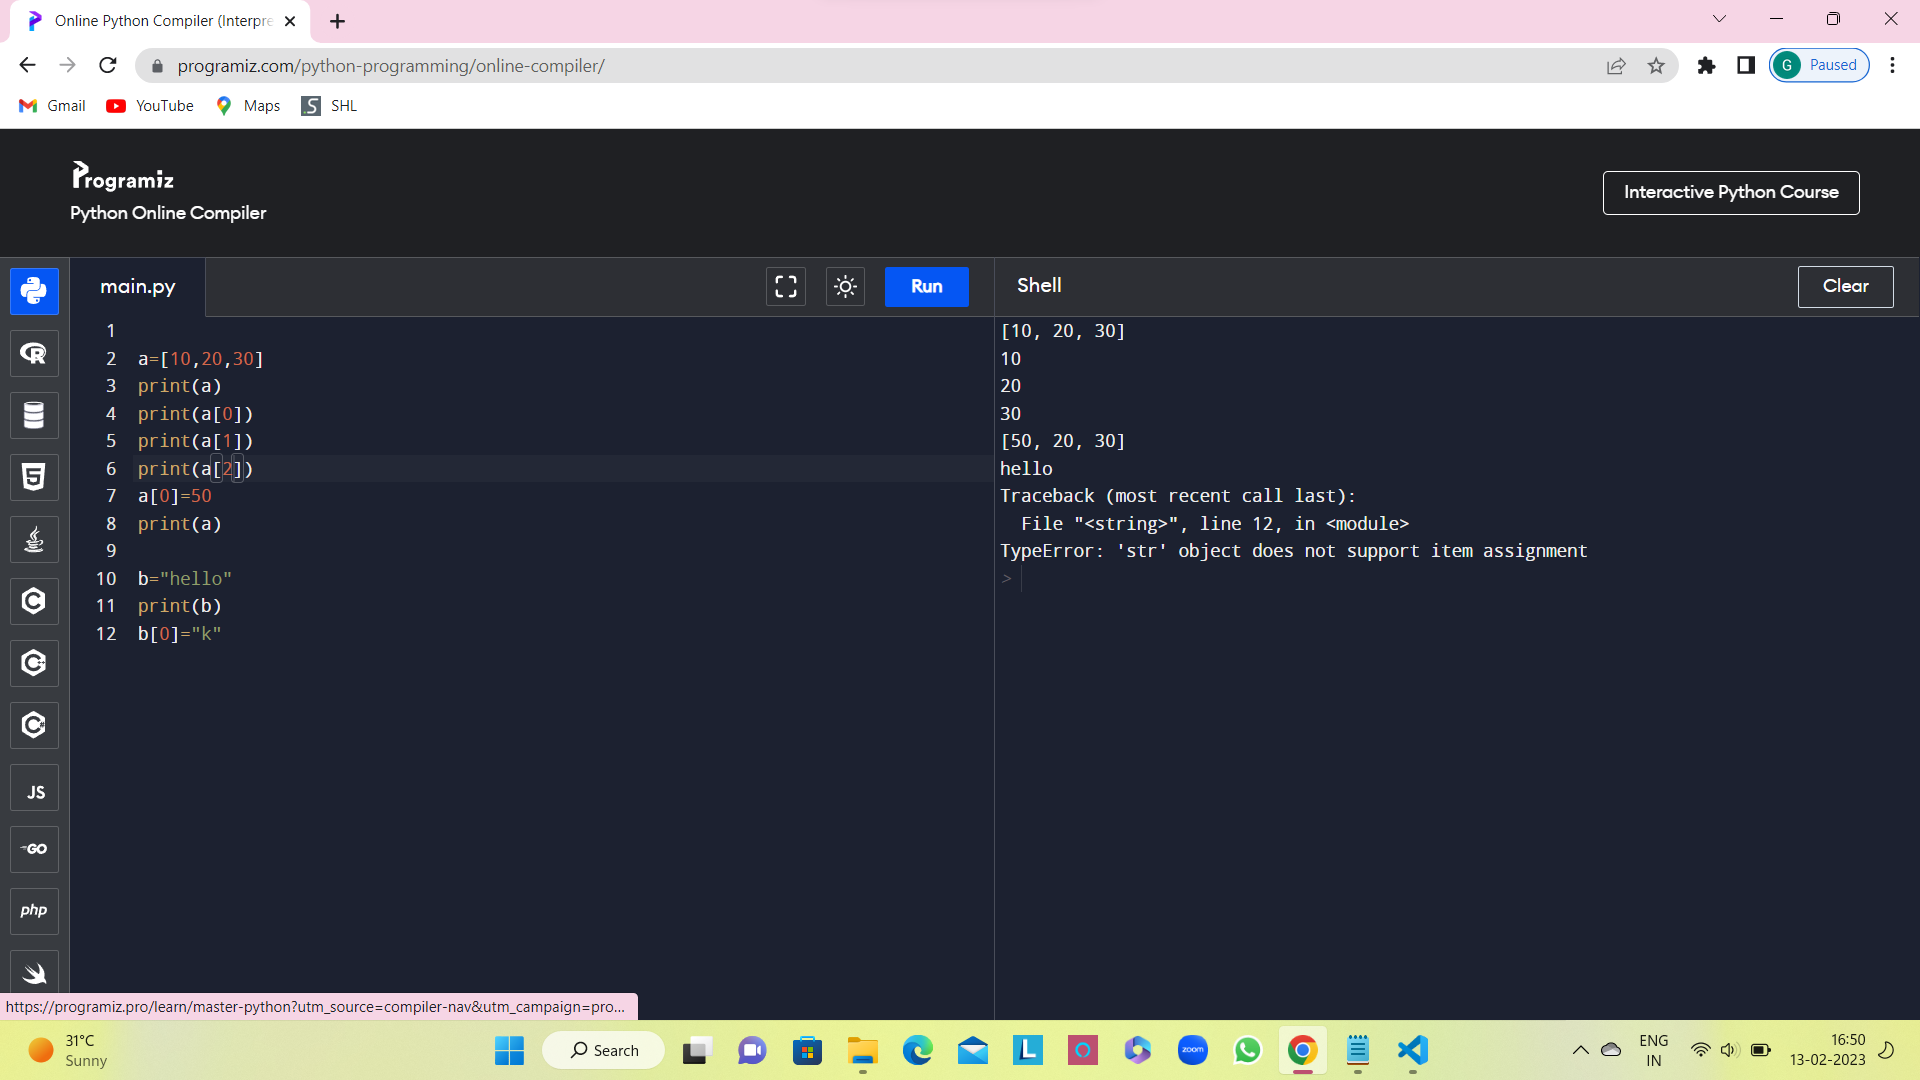 Online Python Compiler (Interpre
programiz.com/python-programming/online-compiler/
G Paused
Gmail YouTube Maps SHL
Programiz
Python Online Compiler
Interactive Python Course
main.py
Run
Shell
Clear
1
2 a=[10,20,30]
3 print(a)
4 print(a[0])
5 print(a[1])
6 print(a[2])
7 a[0]=50
8 print(a)
9
10 b="hello"
11 print(b)
12 b[0]="k"
[10, 20, 30]
10
20
30
[50, 20, 30]
hello
Traceback (most recent call last):
  File "<string>", line 12, in <module>
TypeError: 'str' object does not support item assignment
>
JS
GO
php
https://programiz.pro/learn/master-python?utm_source=compiler-nav&utm_campaign=pro...
31°C
Sunny
Search
zoom
ENG
IN
16:50
13-02-2023